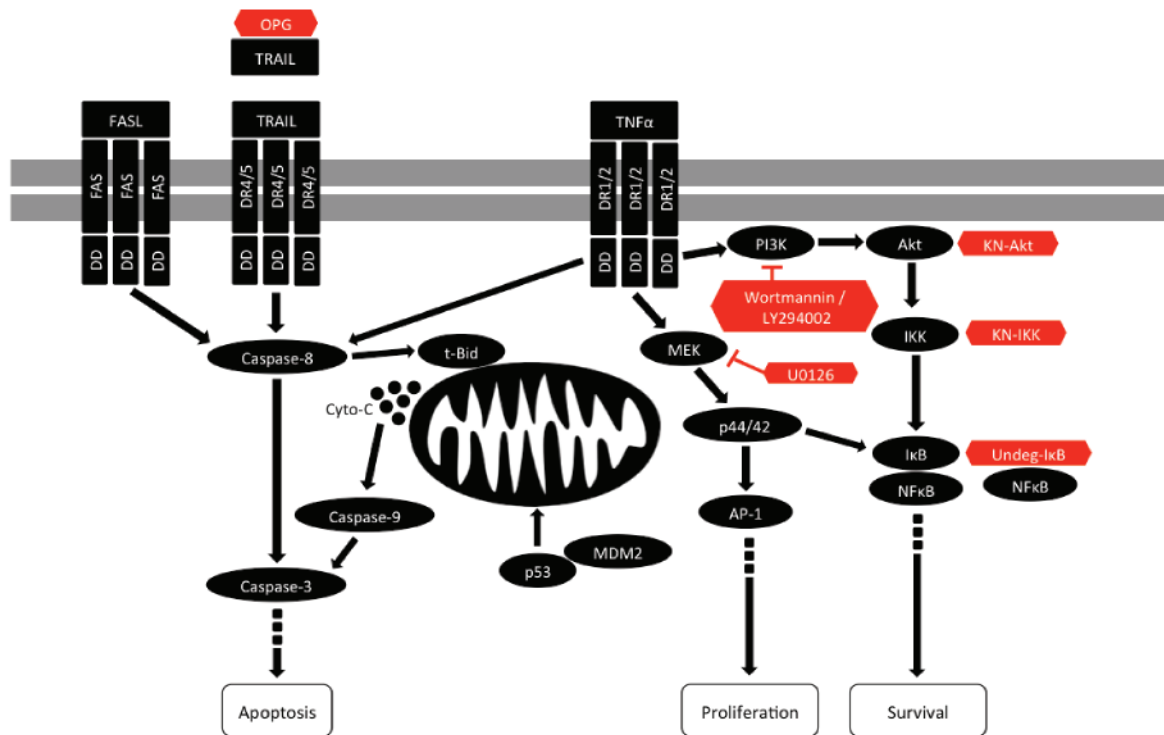 OPG
TRAIL
FASL
TRAIL
TNFα
FAS
FAS
FAS
DR4/5
DR4/5
DR4/5
DR1/2
DR1/2
DR1/2
DD
DD
DD
DD
DD
DD
DD
DD
DD
PI3K
Akt
KN-Akt
Wortmannin /
LY294002
Caspase-8
t-Bid
MEK
IKK
KN-IKK
U0126
Cyto-C
p44/42
IκB
Undeg-IκB
NFκB
NFκB
Caspase-9
AP-1
p53
MDM2
Caspase-3
Apoptosis
Proliferation
Survival